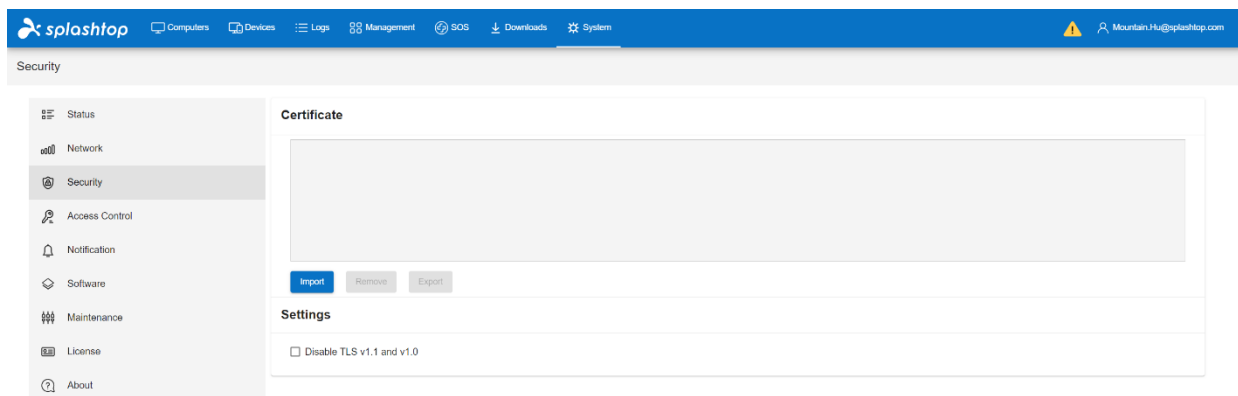 splashtop Computers Devices Logs Management SOS Downloads System Mountain.Hu@splashtop.com
Security
Status
Network
Security
Access Control
Notification
Software
Maintenance
License
About
Certificate
Import Remove Export
Settings
Disable TLS v1.1 and v1.0